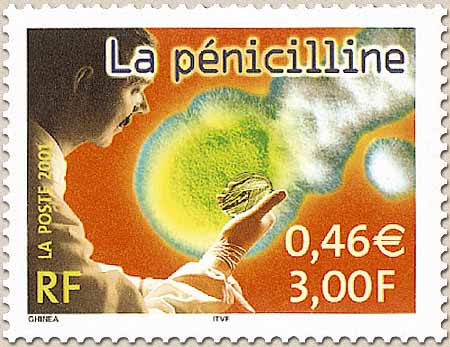 La pénicilline
LA POSTE 2001
0,46€
3,00F
RF
GHINEA
ITVF